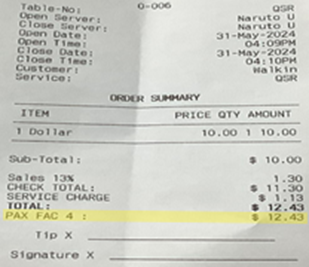 Table-No: 0-006 QSR
Open Server: Naruto U
Close Server: Naruto U
Open Date: 31-May-2024
Open Time: 04:09PM
Close Date: 31-May-2024
Close Time: 04:10PM
Customer: Walkin
Service: QSR
ORDER SUMMARY
ITEM PRICE QTY AMOUNT
1 Dollar 10.00 1 10.00
Sub-Total: $ 10.00
Sales 13% 1.30
CHECK TOTAL: $ 11.30
SERVICE CHARGE $ 1.13
TOTAL: $ 12.43
PAX FAC 4 : $ 12.43
Tip X
Signature X